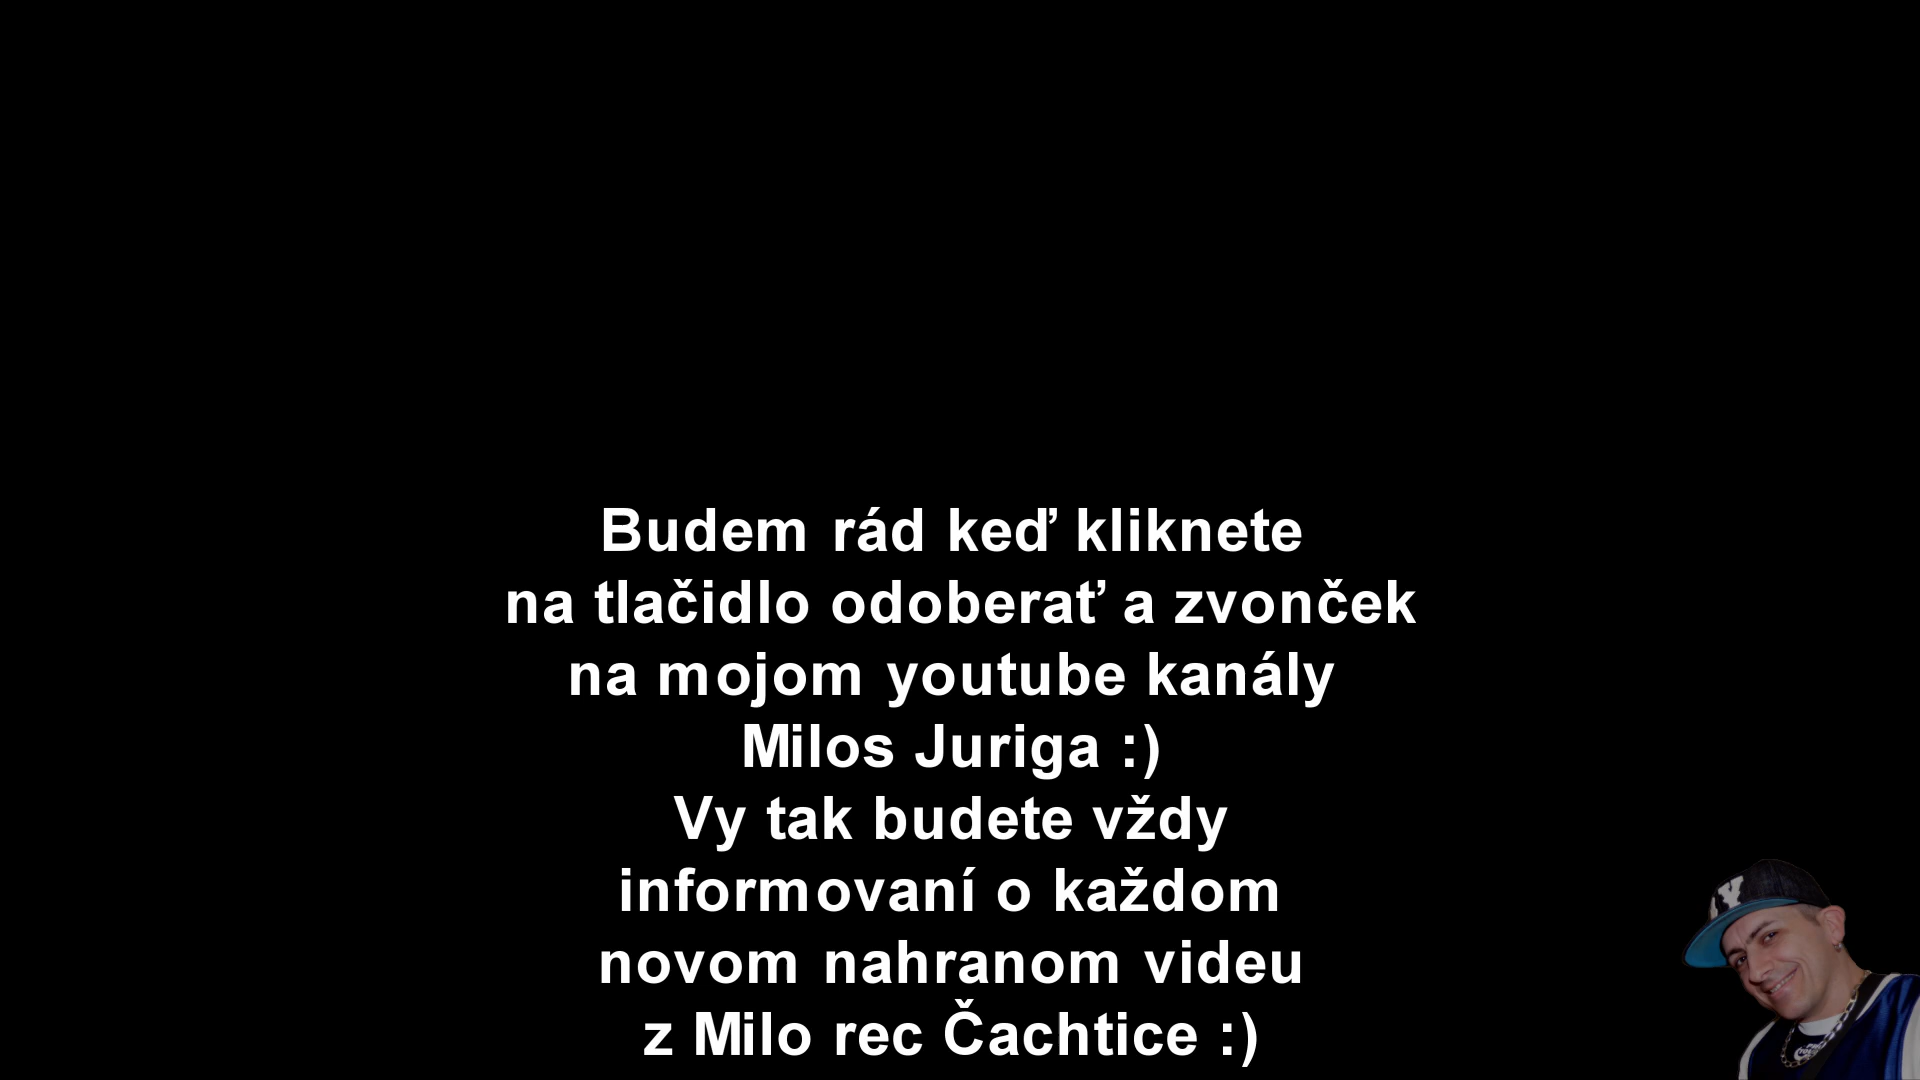 Budem rád keď kliknete
na tlačidlo odoberať a zvonček
na mojom youtube kanály
Milos Juriga :)
Vy tak budete vždy
informovaní o každom
novom nahranom videu
z Milo rec Čachtice :)